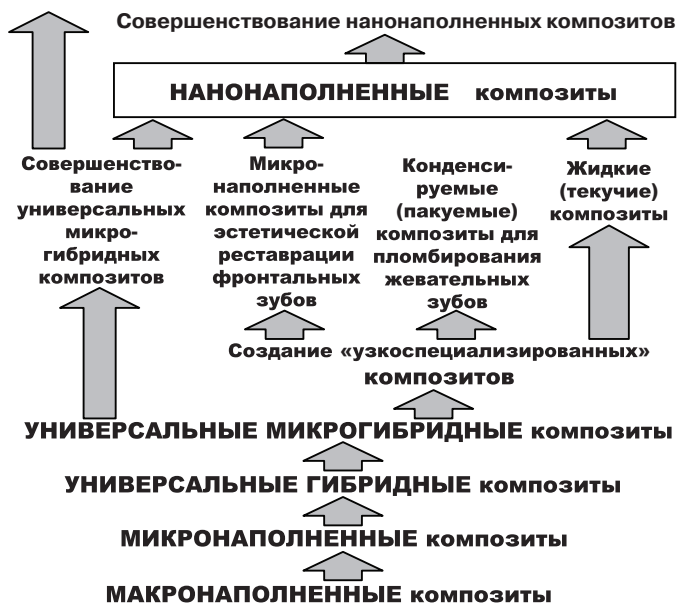 Совершенствование нанонаполненных композитов
НАНОНАПОЛНЕННЫЕ композиты
Совершенство-
вание
универсальных
микро-
гибридных
композитов
Микро-
наполненные
композиты для
эстетической
реставрации
фронтальных
зубов
Конденси-
руемые
(пакуемые)
композиты для
пломбирования
жевательных
зубов
Жидкие
(текучие)
композиты
Создание «узкоспециализированных»
композитов
УНИВЕРСАЛЬНЫЕ МИКРОГИБРИДНЫЕ композиты
УНИВЕРСАЛЬНЫЕ ГИБРИДНЫЕ композиты
МИКРОНАПОЛНЕННЫЕ композиты
МАКРОНАПОЛНЕННЫЕ композиты